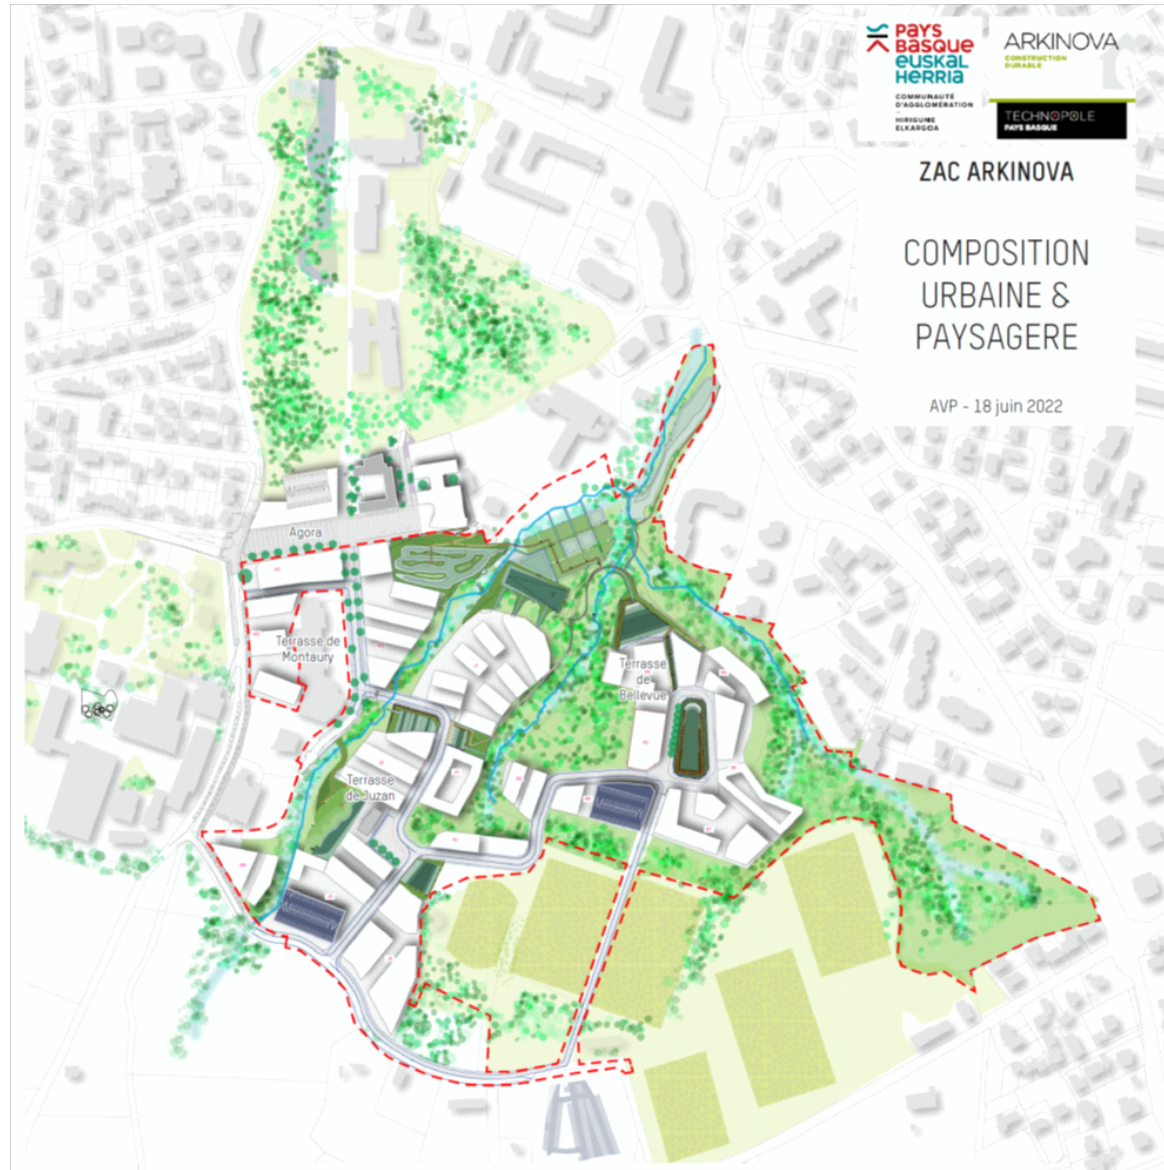 PAYS
BASQUE
EUSKAL
HERRIA
COMMUNAUTÉ
D'AGGLOMÉRATION
HIRIGUNE
ELKARGOA
ARKINOVA
CONSTRUCTION
DURABLE
TECHNOPOLE
PAYS BASQUE
ZAC ARKINOVA
COMPOSITION
URBAINE &
PAYSAGERE
AVP - 18 juin 2022
Agora
Terrasse de
Montaury
Terrasse
de
Bellevue
Terrasse
de Juzan